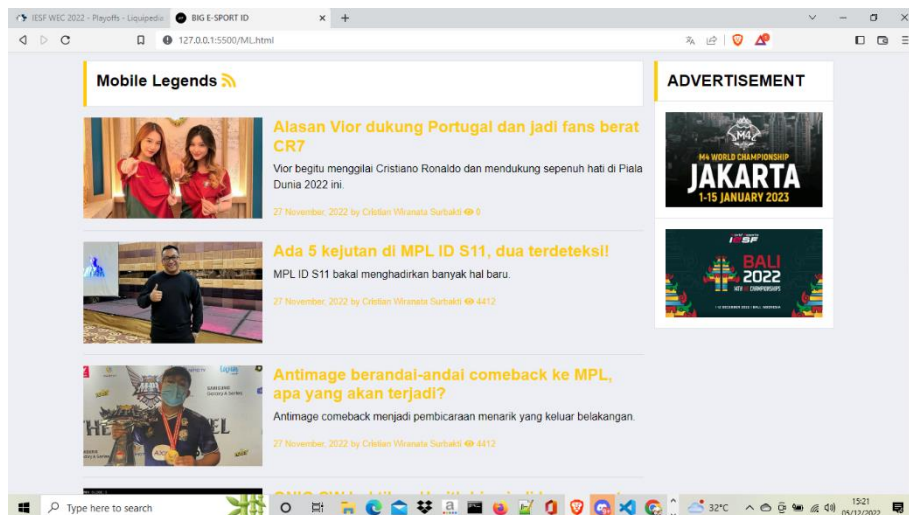 IESF WEC 2022 - Playoffs - Liquipedia
BIG E-SPORT ID
127.0.0.1:5500/ML.html
Mobile Legends
ADVERTISEMENT
Alasan Vior dukung Portugal dan jadi fans berat
CR7
Vior begitu menggilai Cristiano Ronaldo dan mendukung sepenuh hati di Piala
Dunia 2022 ini.
27 November, 2022 by Cristian Wiranata Surbakti 0
M4
M4 WORLD CHAMPIONSHIP
JAKARTA
1-15 JANUARY 2023
Ada 5 kejutan di MPL ID S11, dua terdeteksi!
MPL ID S11 bakal menghadirkan banyak hal baru.
27 November, 2022 by Cristian Wiranata Surbakti 4412
IESF
BALI
2022
Antimage berandai-andai comeback ke MPL,
apa yang akan terjadi?
Antimage comeback menjadi pembicaraan menarik yang keluar belakangan.
27 November, 2022 by Cristian Wiranata Surbakti 4412
Type here to search
32°C
15:21
05/12/2022